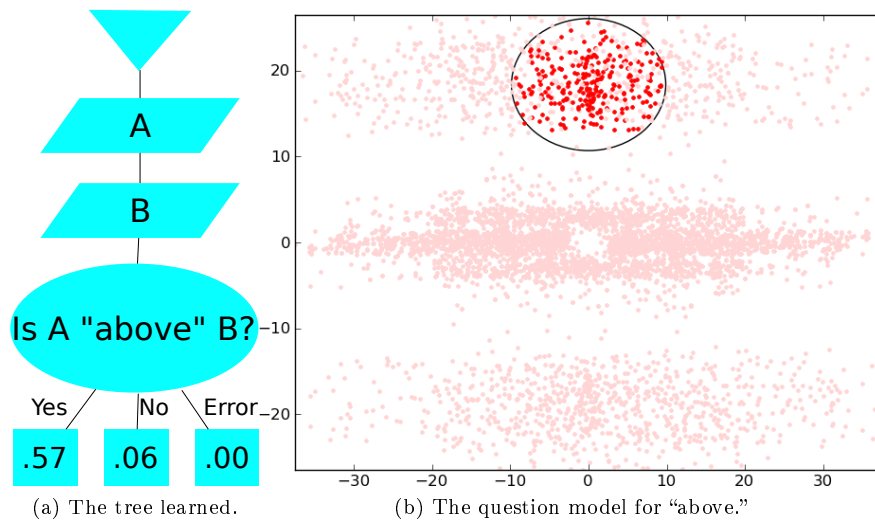 A
B
Is A "above" B?
Yes No Error
.57 .06 .00
20
10
0
−10
−20
−30 −20 −10 0 10 20 30
(a) The tree learned.
(b) The question model for “above.”